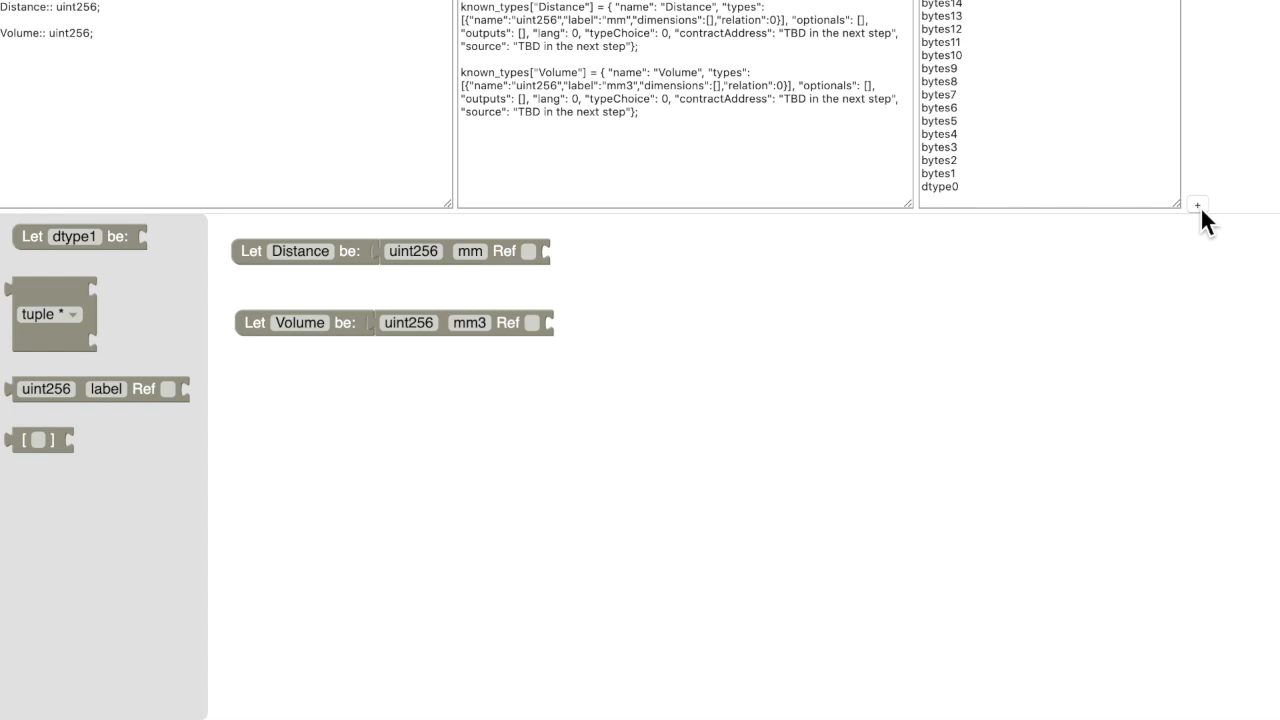 Distance:: uint256;
Volume:: uint256;
known_types["Distance"] = { "name": "Distance", "types":
[{"name":"uint256","label":"mm","dimensions":[],"relation":0}], "optionals": [],
"outputs": [], "lang": 0, "typeChoice": 0, "contractAddress": "TBD in the next step",
"source": "TBD in the next step"};
known_types["Volume"] = { "name": "Volume", "types":
[{"name":"uint256","label":"mm3","dimensions":[],"relation":0}], "optionals": [],
"outputs": [], "lang": 0, "typeChoice": 0, "contractAddress": "TBD in the next step",
"source": "TBD in the next step"};
bytes14
bytes13
bytes12
bytes11
bytes10
bytes9
bytes8
bytes7
bytes6
bytes5
bytes4
bytes3
bytes2
bytes1
dtype0
+
Let dtype1 be:
tuple *
uint256 label Ref
[ ]
Let Distance be: uint256 mm Ref
Let Volume be: uint256 mm3 Ref